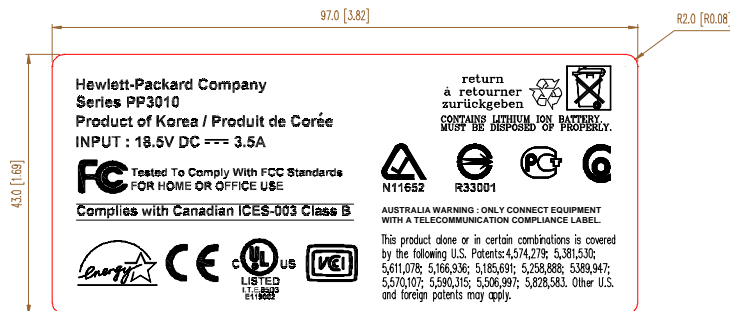 97.0 [3.82]
R2.0 [R0.08]
43.0 [1.69]
Hewlett-Packard Company
Series PP3010
Product of Korea / Produit de Corée
INPUT : 18.5V DC 3.5A
FC Tested To Comply With FCC Standards
FOR HOME OR OFFICE USE
Complies with Canadian ICES-003 Class B
energy
CE
C UL US
LISTED
I.T.E.
E119002
VCCI
return
à retourner
zurückgeben
CONTAINS LITHIUM ION BATTERY.
MUST BE DISPOSED OF PROPERLY.
N11652
R33001
PCT
AUSTRALIA WARNING : ONLY CONNECT EQUIPMENT
WITH A TELECOMMUNICATION COMPLIANCE LABEL.
This product alone or in certain combinations is covered
by the following U.S. Patents:4,574,279; 5,381,530;
5,611,078; 5,166,936; 5,185,691; 5,258,888; 5389,947;
5,570,107; 5,590,315; 5,506,997; 5,828,583. Other U.S.
and foreign patents may apply.